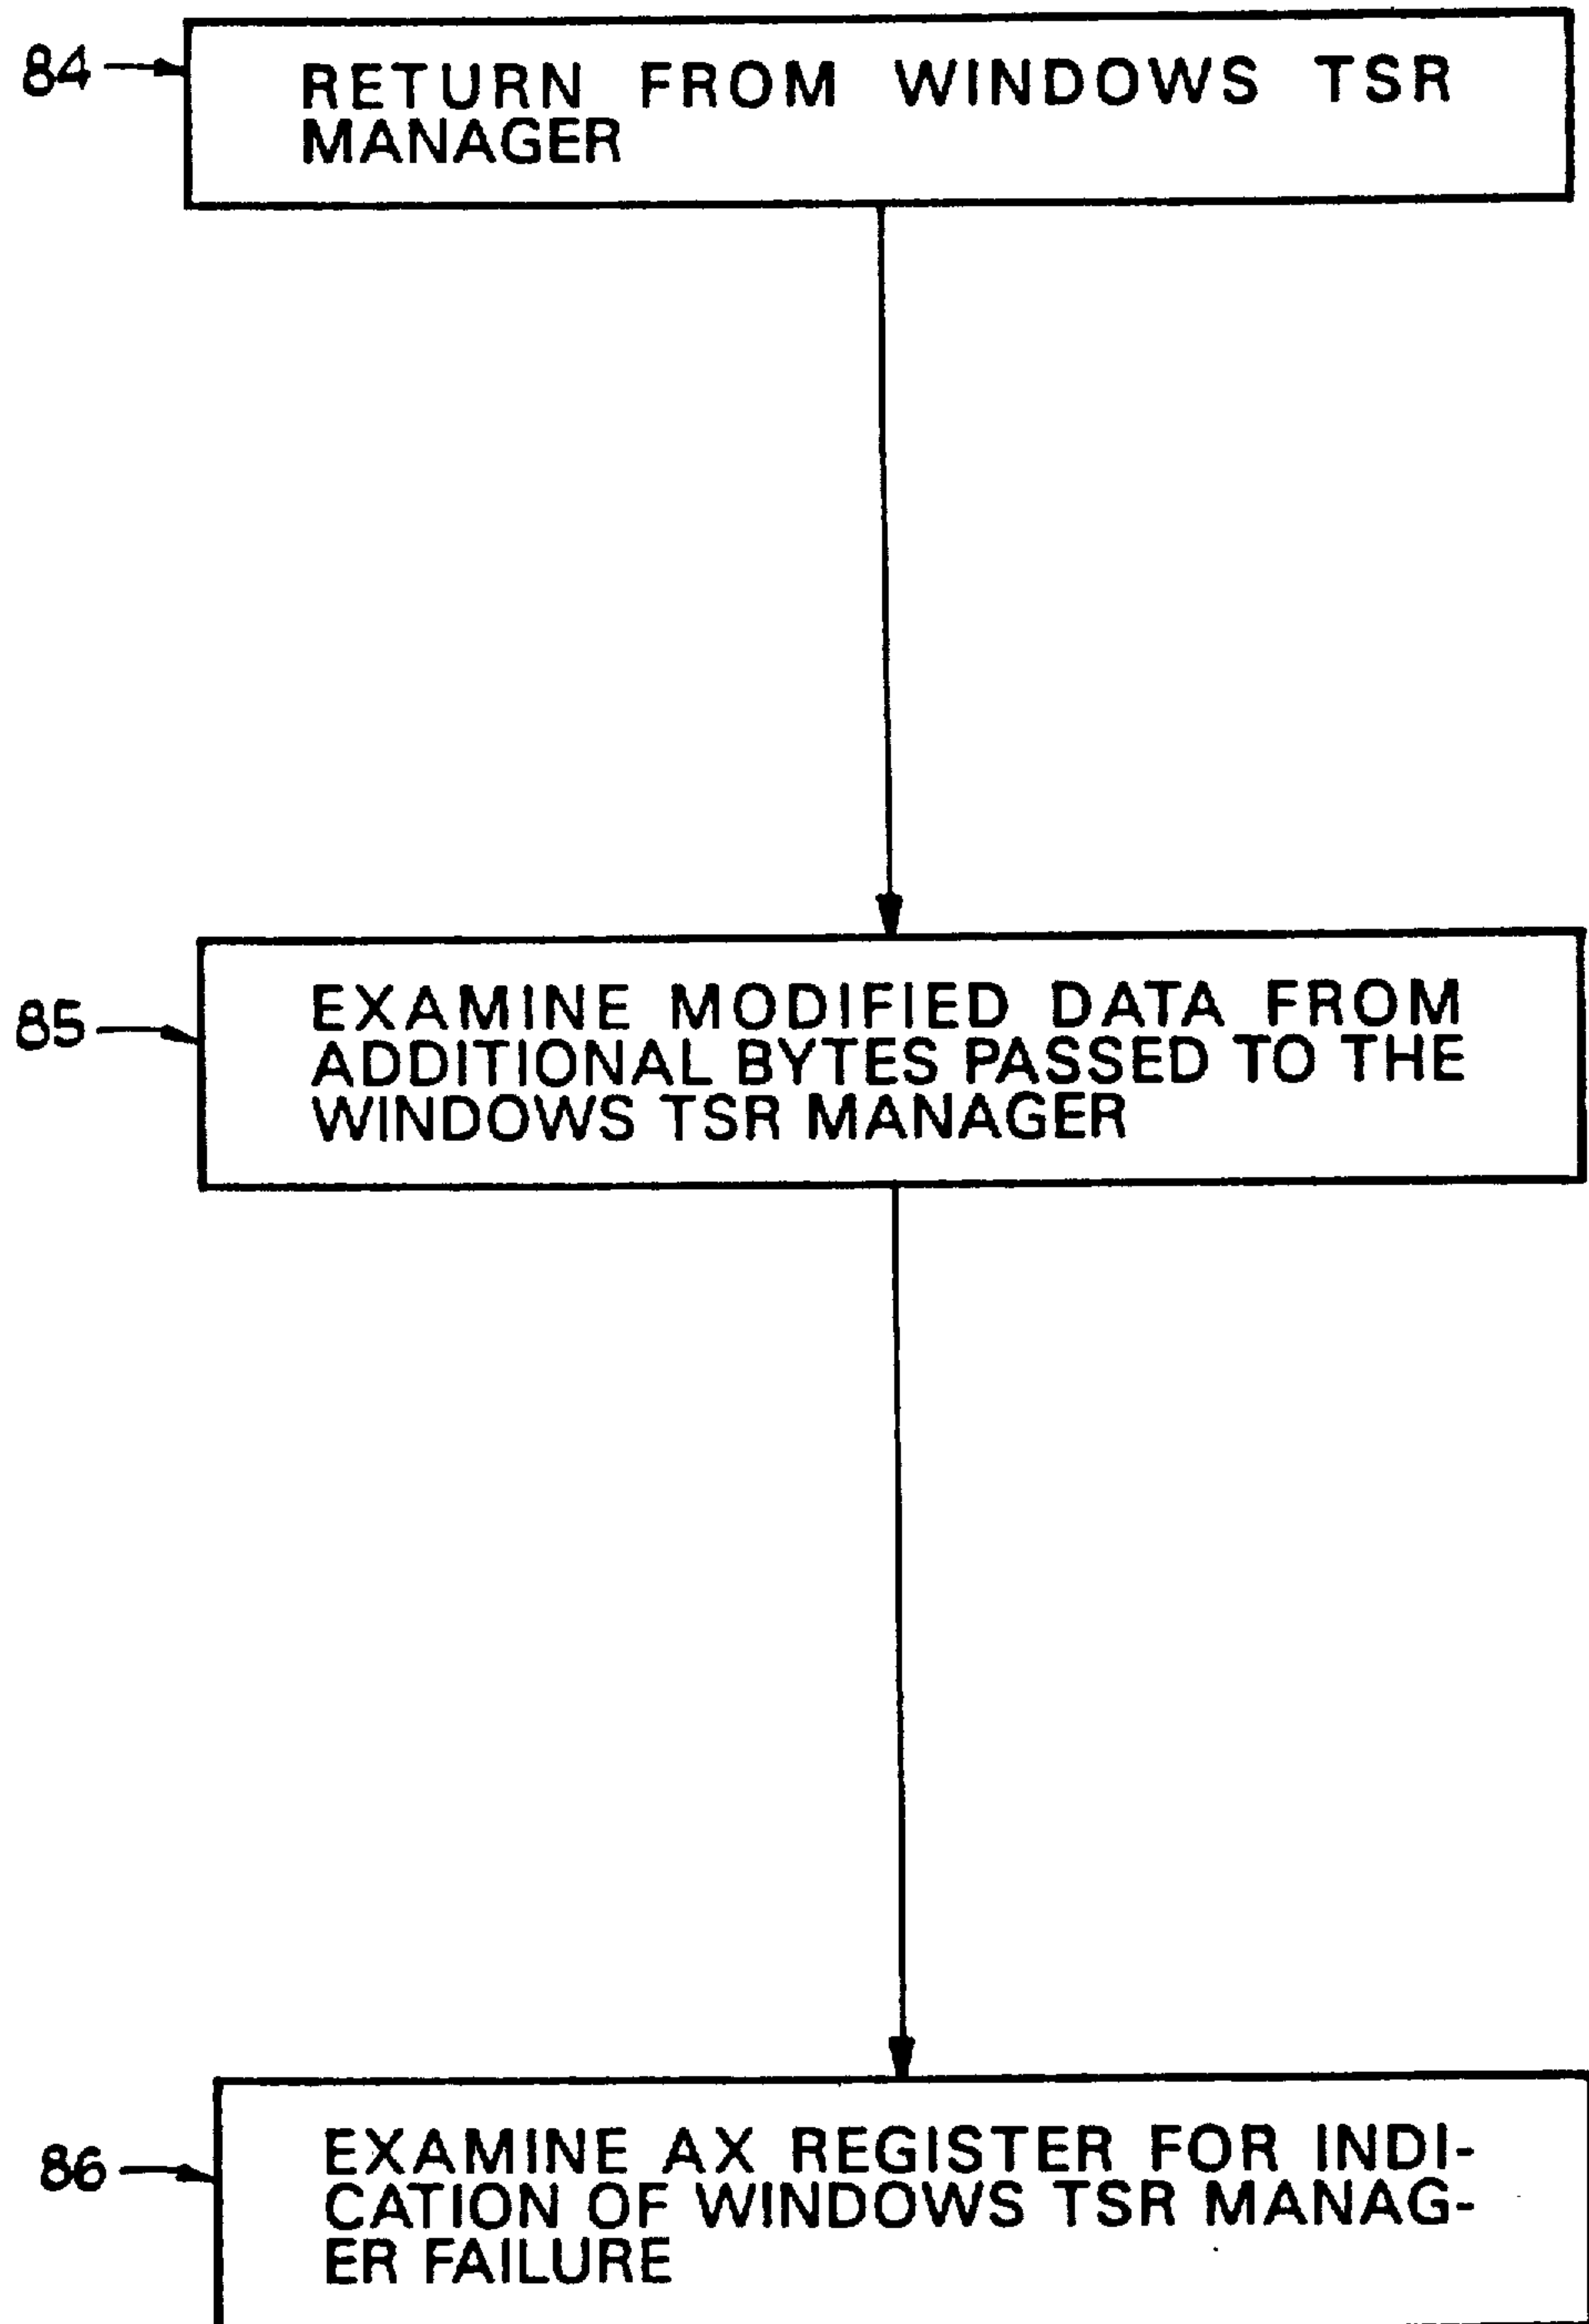 84
RETURN FROM WINDOWS TSR
MANAGER
85
EXAMINE MODIFIED DATA FROM
ADDITIONAL BYTES PASSED TO THE
WINDOWS TSR MANAGER
86
EXAMINE AX REGISTER FOR INDI-
CATION OF WINDOWS TSR MANAG-
ER FAILURE